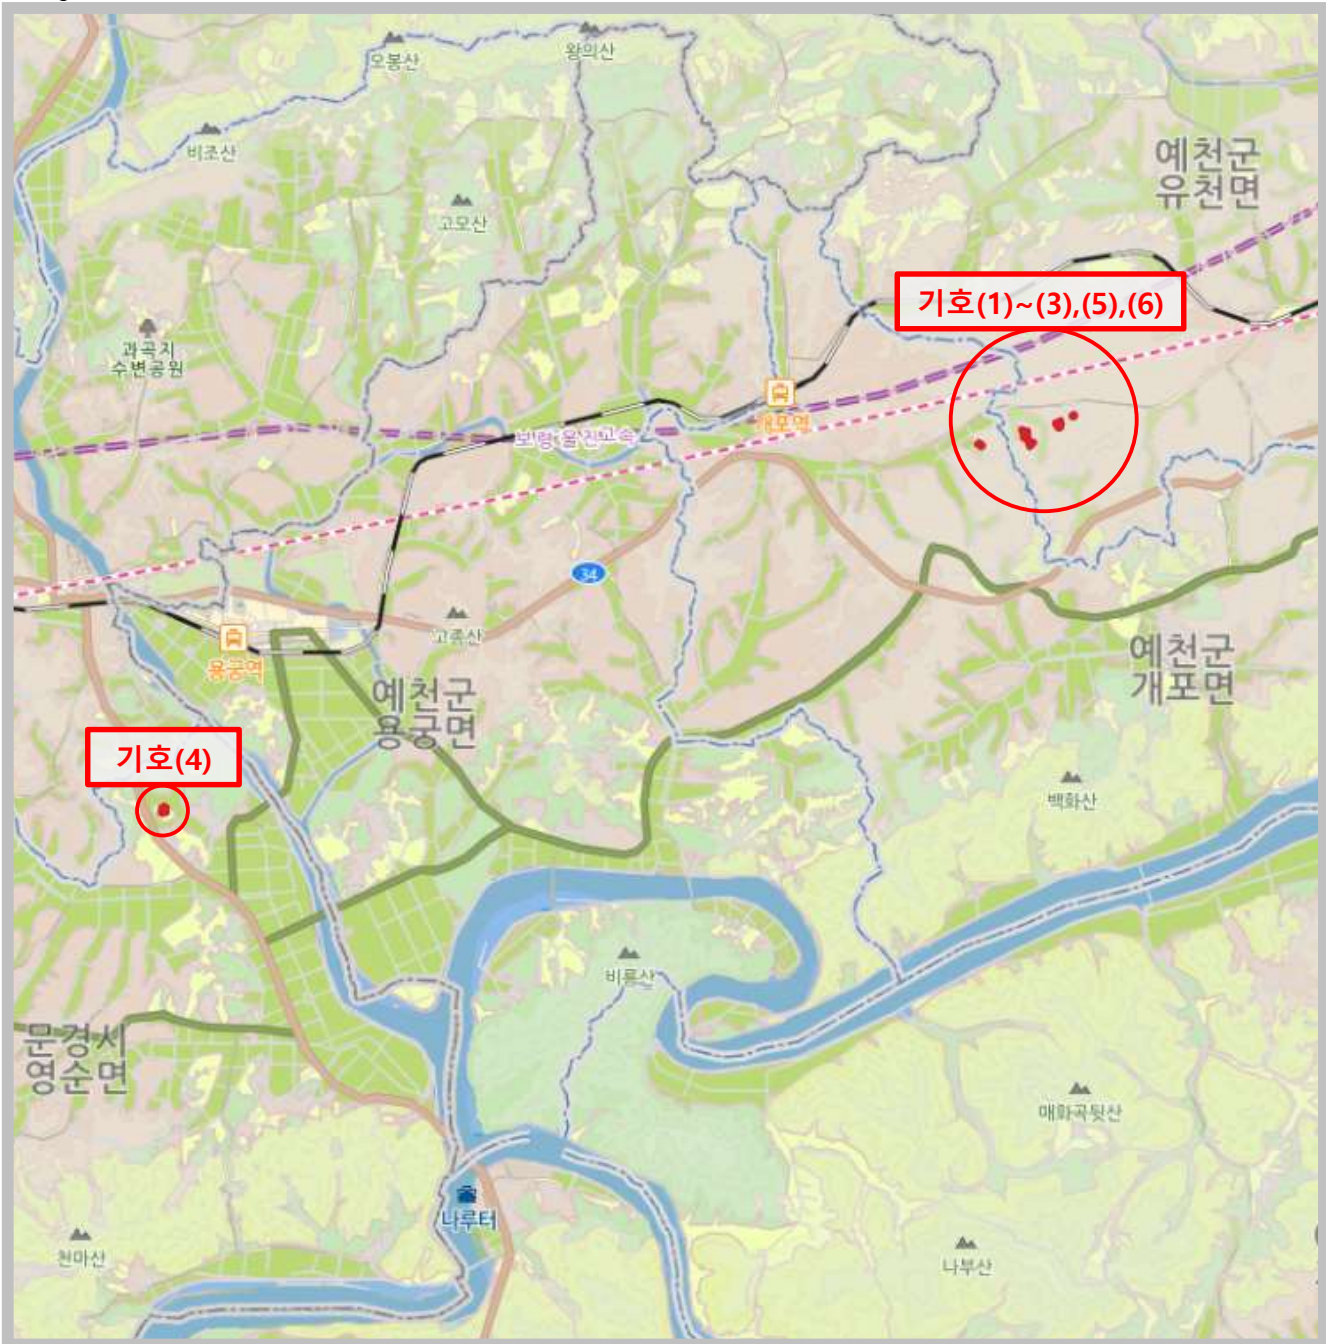 오봉산
왕의산
비조산
예천군
유천면
고모산
기호(1)~(3),(5),(6)
과곡지
수변공원
개포역
보령울진고속
34
고종산
용궁역
예천군
개포면
예천군
용궁면
기호(4)
백화산
비룡산
문경시
영순면
매화곡뒷산
나루터
천마산
나부산